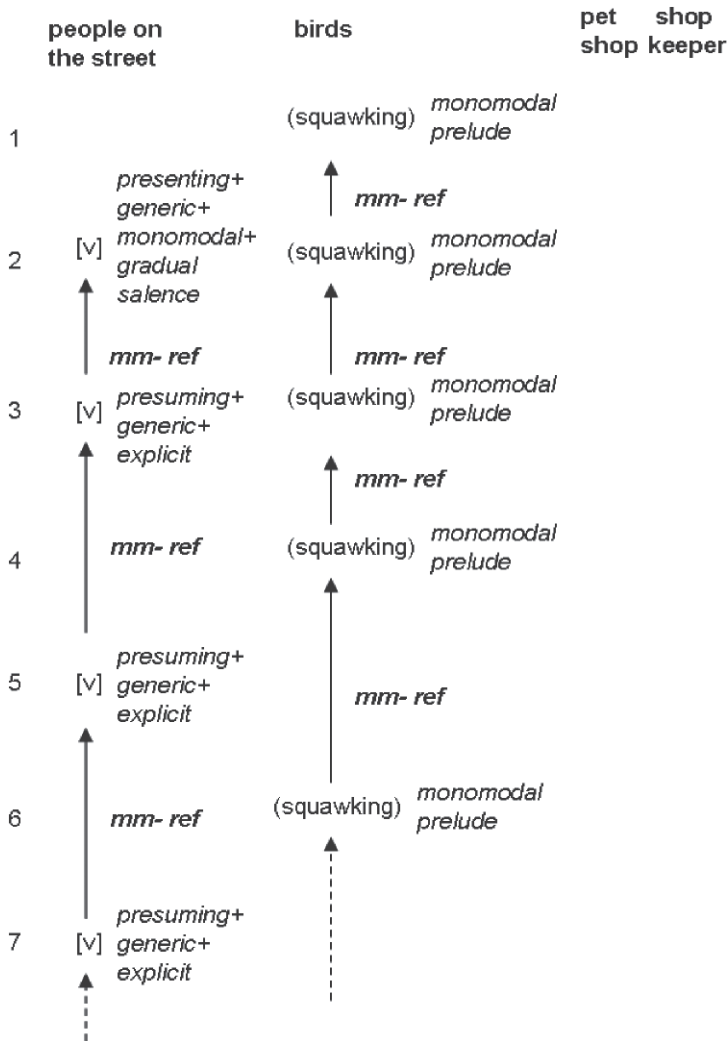 people on birds pet shop
the street shop keeper
1 (squawking) monomodal
prelude
mm- ref
presenting+
generic+
monomodal+
gradual
salence
2 [v] (squawking) monomodal
prelude
mm- ref mm- ref
3 [v] presuming+
generic+
explicit
(squawking) monomodal
prelude
mm- ref
mm- ref
4 (squawking) monomodal
prelude
5 [v] presuming+
generic+
explicit
mm- ref
6 mm- ref (squawking) monomodal
prelude
7 [v] presuming+
generic+
explicit